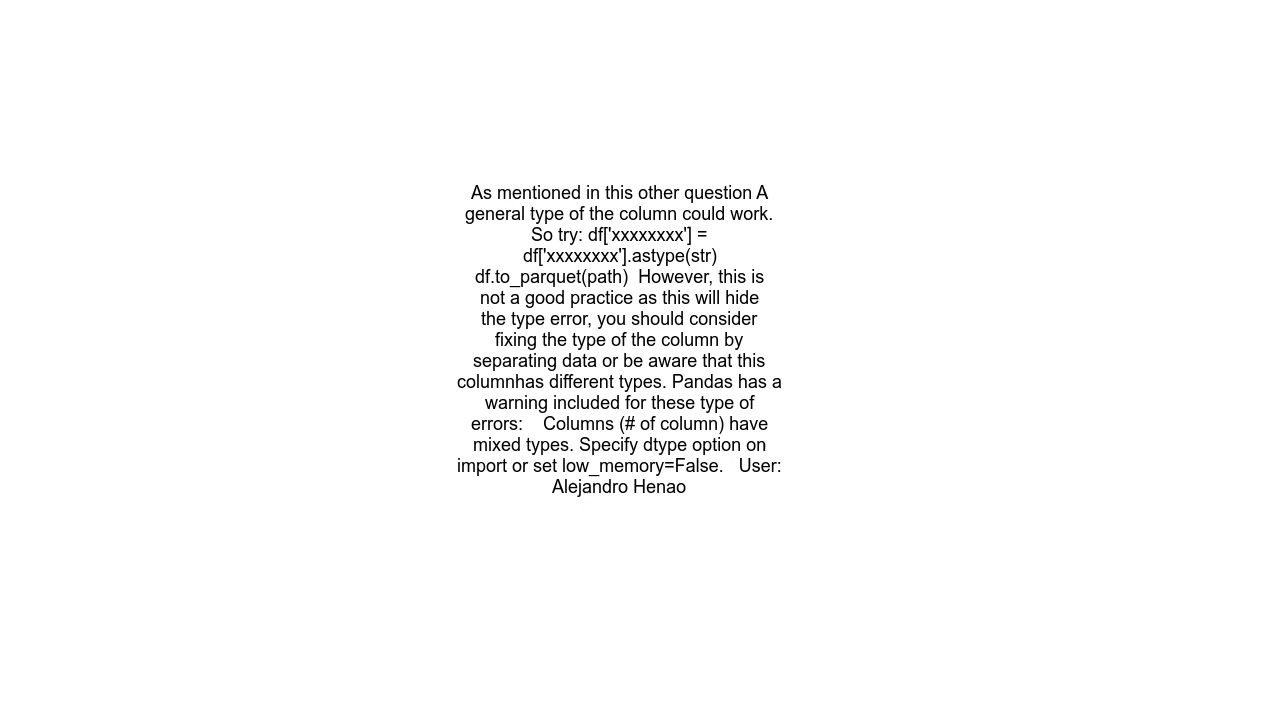 As mentioned in this other question A
general type of the column could work.
So try: df['xxxxxxxx'] =
df['xxxxxxxx'].astype(str)
df.to_parquet(path)  However, this is
not a good practice as this will hide
the type error, you should consider
fixing the type of the column by
separating data or be aware that this
columnhas different types. Pandas has a
warning included for these type of
errors:    Columns (# of column) have
mixed types. Specify dtype option on
import or set low_memory=False.   User:
Alejandro Henao